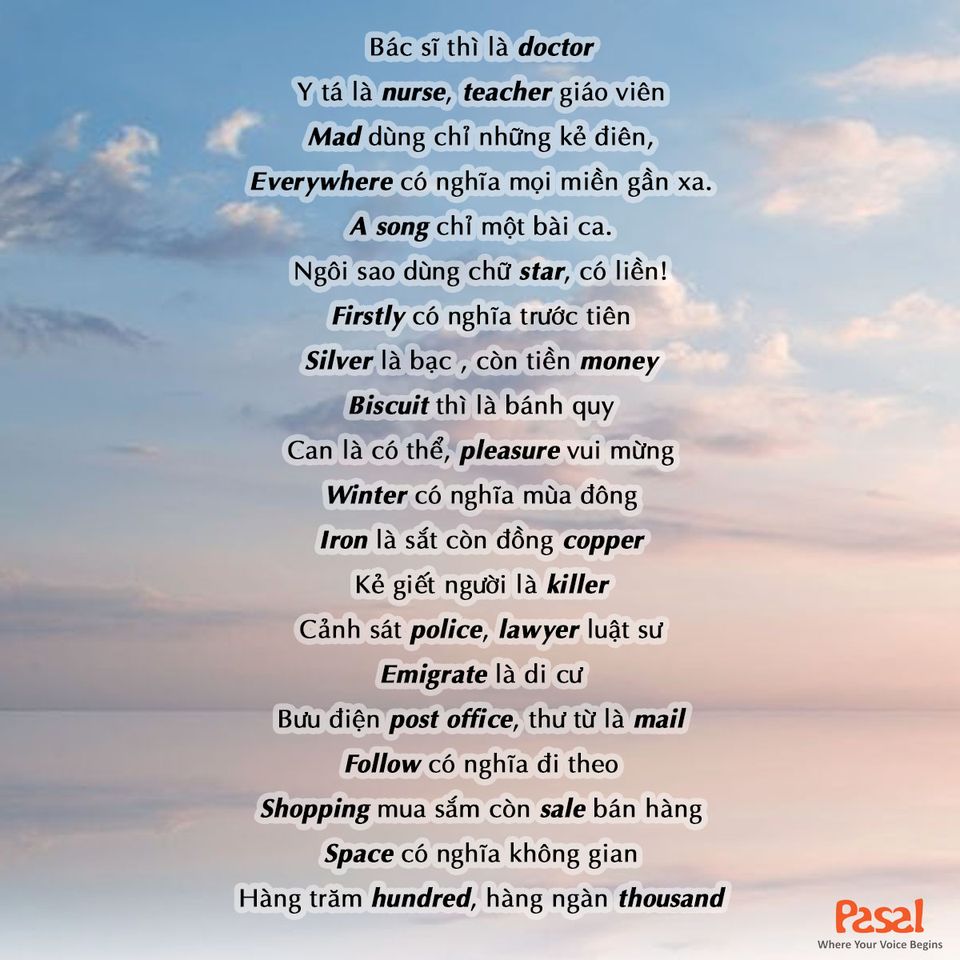 Bác sĩ thì là doctor
Y tá là nurse, teacher giáo viên
Mad dùng chỉ những kẻ điên,
Everywhere có nghĩa mọi miền gần xa.
A song chỉ một bài ca.
Ngôi sao dùng chữ star, có liền!
Firstly có nghĩa trước tiên
Silver là bạc , còn tiền money
Biscuit thì là bánh quy
Can là có thể, pleasure vui mừng
Winter có nghĩa mùa đông
Iron là sắt còn đồng copper
Kẻ giết người là killer
Cảnh sát police, lawyer luật sư
Emigrate là di cư
Bưu điện post office, thư từ là mail
Follow có nghĩa đi theo
Shopping mua sắm còn sale bán hàng
Space có nghĩa không gian
Hàng trăm hundred, hàng ngàn thousand
Pasal
Where Your Voice Begins